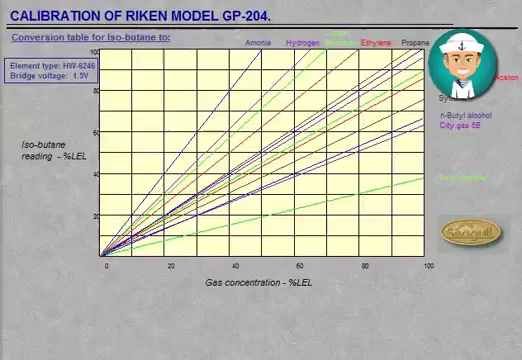 CALIBRATION OF RIKEN MODEL GP-204.
Conversion table for Iso-butane to:
Amonia
Hydrogen
Ethylene
Propane
Element type: HW-6246
Bridge voltage: 1.5V
Aceton
n-Butyl alcohol
City gas 6B
Iso-butane
reading - %LEL
100
80
60
40
20
0 20 40 60 80 100
Gas concentration - %LEL
Seagull